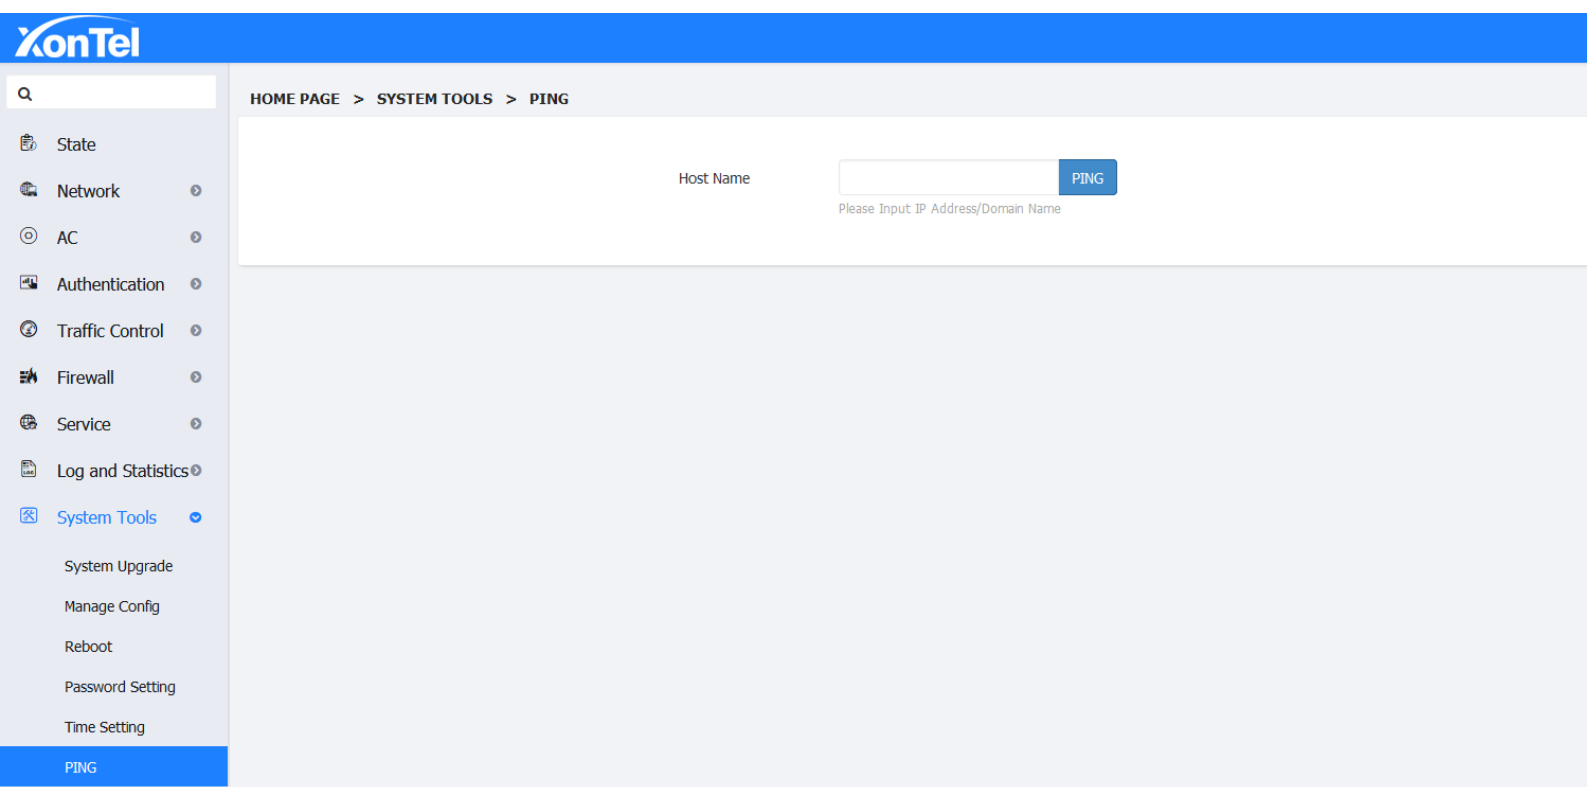 XonTel
HOME PAGE > SYSTEM TOOLS > PING
State
Network
AC
Authentication
Traffic Control
Firewall
Service
Log and Statistics
System Tools
System Upgrade
Manage Config
Reboot
Password Setting
Time Setting
PING
Host Name
PING
Please Input IP Address/Domain Name